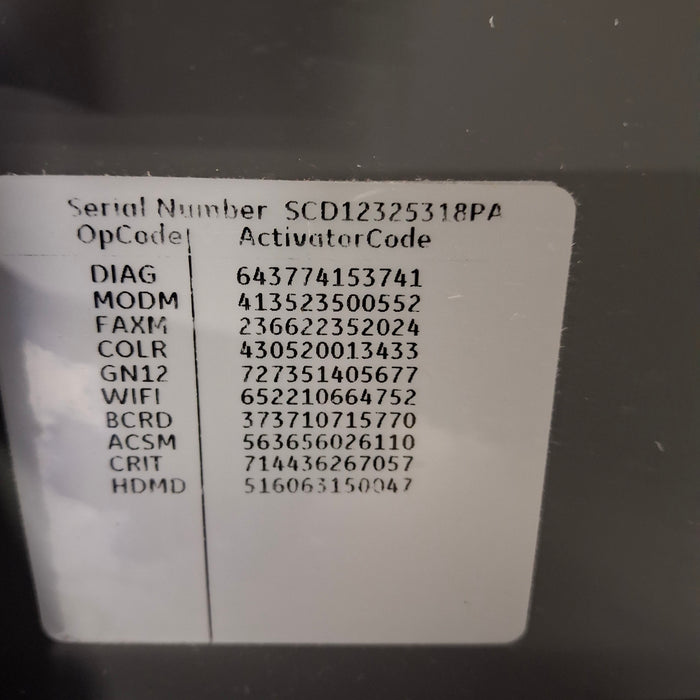 Serial Number SCD12325318PA
OpCode ActivatorCode
DIAG 643774153741
MODM 413523500552
FAXM 236622352024
COLR 430520013433
GN12 727351405677
WIFI 652210664752
BCRD 373710715770
ACSM 563656026110
CRIT 714436267057
HDMD 516063150047